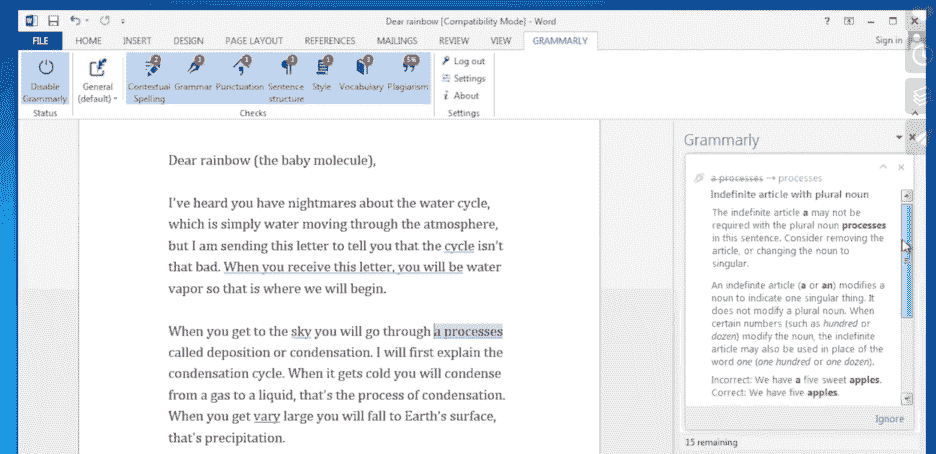 Dear rainbow [Compatibility Mode] - Word
FILE HOME INSERT DESIGN PAGE LAYOUT REFERENCES MAILINGS REVIEW VIEW GRAMMARLY
Sign in
Disable Grammarly
General (default)
Contextual Spelling
Grammar
Punctuation
Sentence structure
Style
Vocabulary
Plagiarism
Log out
Settings
About
Status
Checks
Settings
Dear rainbow (the baby molecule),
I've heard you have nightmares about the water cycle,
which is simply water moving through the atmosphere,
but I am sending this letter to tell you that the cycle isn't
that bad. When you receive this letter, you will be water
vapor so that is where we will begin.
When you get to the sky you will go through a processes
called deposition or condensation. I will first explain the
condensation cycle. When it gets cold you will condense
from a gas to a liquid, that's the process of condensation.
When you get vary large you will fall to Earth's surface,
that's precipitation.
Grammarly
a processes → processes
Indefinite article with plural noun
The indefinite article a may not be
required with the plural noun processes
in this sentence. Consider removing the
article, or changing the noun to
singular.
An indefinite article (a or an) modifies a
noun to indicate one singular thing. It
does not modify a plural noun. When
certain numbers (such as hundred or
dozen) modify the noun, the indefinite
article may also be used in place of the
word one (one hundred or one dozen).
Incorrect: We have a five sweet apples.
Correct: We have five apples.
Ignore
15 remaining